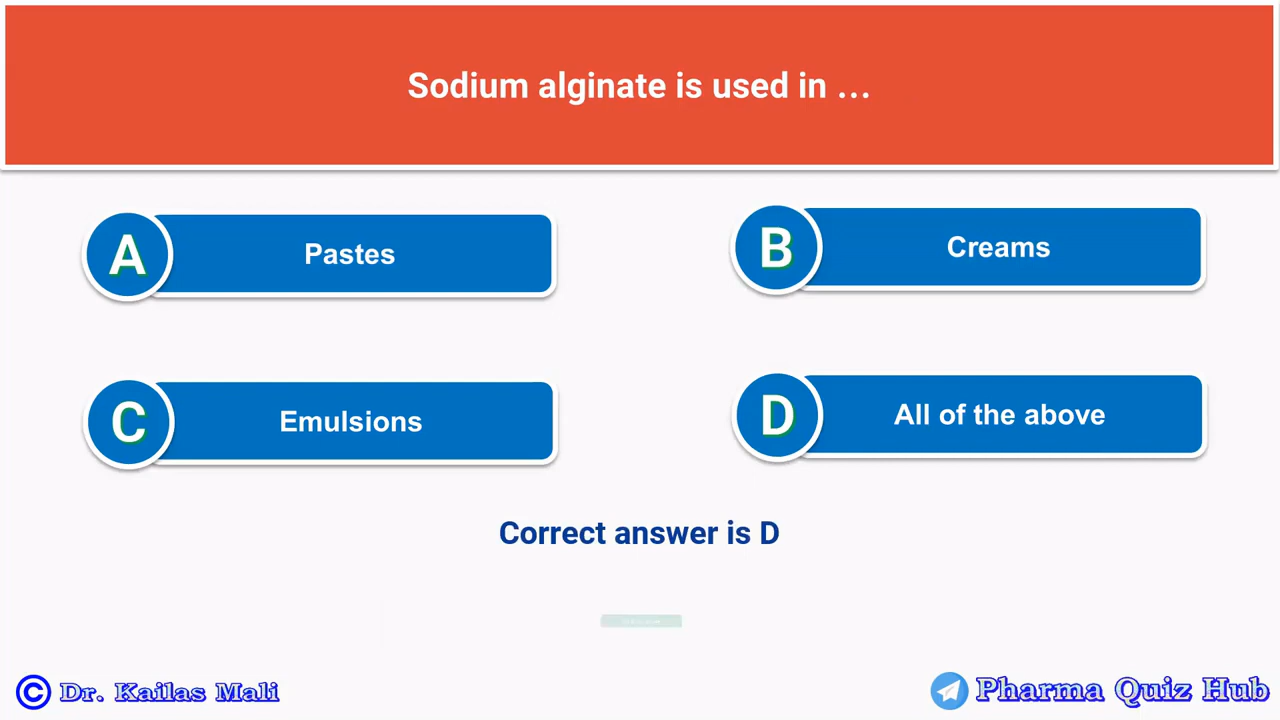 Sodium alginate is used in ...
A Pastes
B Creams
C Emulsions
D All of the above
Correct answer is D
© Dr. Kailas Mali
Pharma Quiz Hub